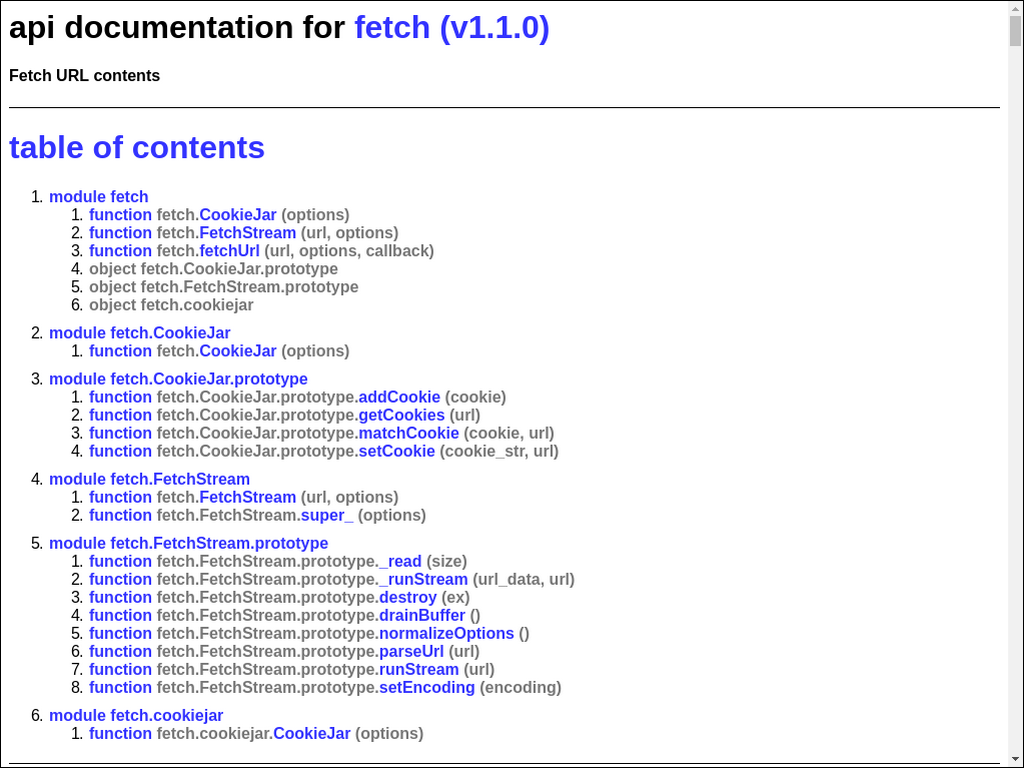 api documentation for fetch (v1.1.0)
Fetch URL contents
table of contents
1. module fetch
1. function fetch.CookieJar (options)
2. function fetch.FetchStream (url, options)
3. function fetch.fetchUrl (url, options, callback)
4. object fetch.CookieJar.prototype
5. object fetch.FetchStream.prototype
6. object fetch.cookiejar
2. module fetch.CookieJar
1. function fetch.CookieJar (options)
3. module fetch.CookieJar.prototype
1. function fetch.CookieJar.prototype.addCookie (cookie)
2. function fetch.CookieJar.prototype.getCookies (url)
3. function fetch.CookieJar.prototype.matchCookie (cookie, url)
4. function fetch.CookieJar.prototype.setCookie (cookie_str, url)
4. module fetch.FetchStream
1. function fetch.FetchStream (url, options)
2. function fetch.FetchStream.super_ (options)
5. module fetch.FetchStream.prototype
1. function fetch.FetchStream.prototype._read (size)
2. function fetch.FetchStream.prototype._runStream (url_data, url)
3. function fetch.FetchStream.prototype.destroy (ex)
4. function fetch.FetchStream.prototype.drainBuffer ()
5. function fetch.FetchStream.prototype.normalizeOptions ()
6. function fetch.FetchStream.prototype.parseUrl (url)
7. function fetch.FetchStream.prototype.runStream (url)
8. function fetch.FetchStream.prototype.setEncoding (encoding)
6. module fetch.cookiejar
1. function fetch.cookiejar.CookieJar (options)